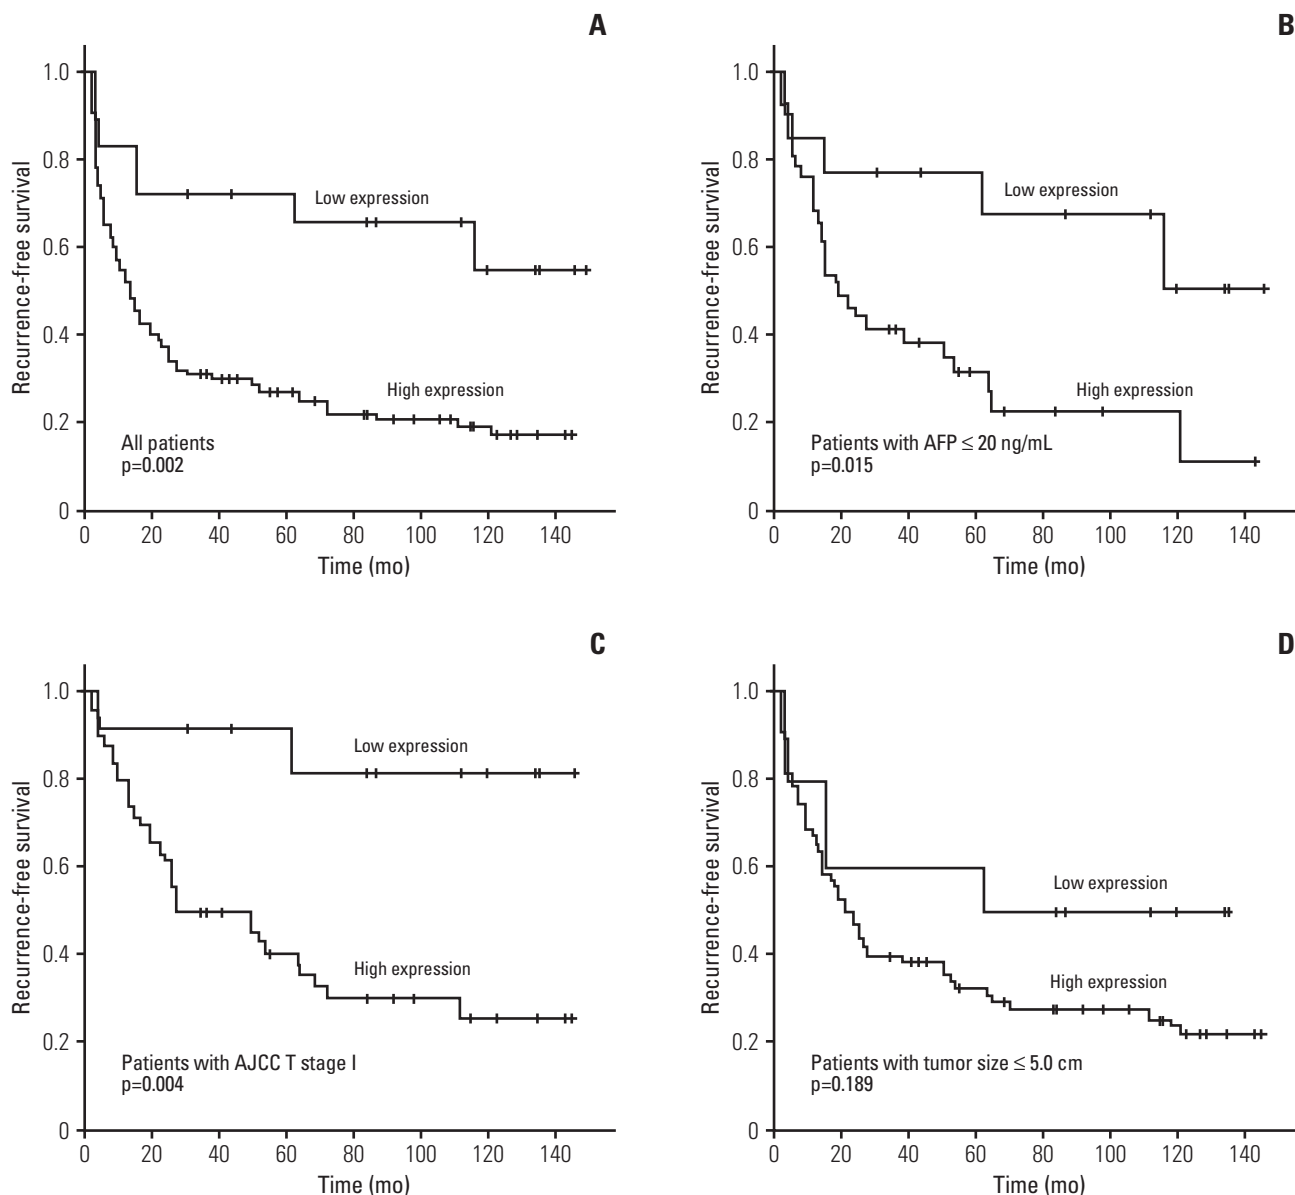 A
Recurrence-free survival
1.0
0.8
0.6
0.4
0.2
0
Low expression
High expression
All patients
p=0.002
0 20 40 60 80 100 120 140
Time (mo)
B
Recurrence-free survival
1.0
0.8
0.6
0.4
0.2
0
Low expression
High expression
Patients with AFP ≤ 20 ng/mL
p=0.015
0 20 40 60 80 100 120 140
Time (mo)
C
Recurrence-free survival
1.0
0.8
0.6
0.4
0.2
0
Low expression
High expression
Patients with AJCC T stage I
p=0.004
0 20 40 60 80 100 120 140
Time (mo)
D
Recurrence-free survival
1.0
0.8
0.6
0.4
0.2
0
Low expression
High expression
Patients with tumor size ≤ 5.0 cm
p=0.189
0 20 40 60 80 100 120 140
Time (mo)